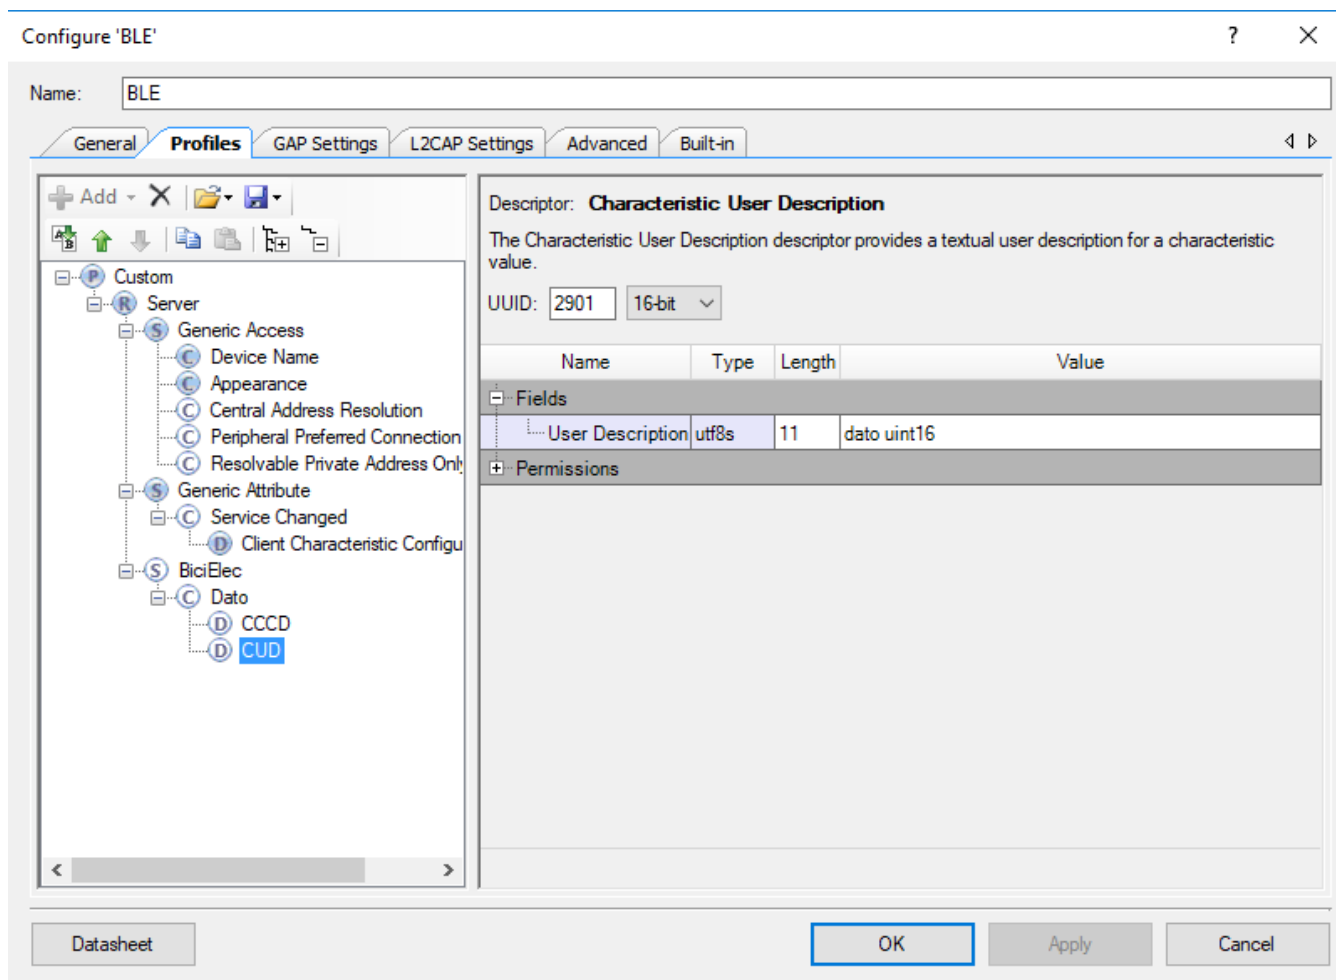 Configure 'BLE'
?
Name: BLE
General Profiles GAP Settings L2CAP Settings Advanced Built-in
Add
Custom
Server
Generic Access
Device Name
Appearance
Central Address Resolution
Peripheral Preferred Connection
Resolvable Private Address Onl
Generic Attribute
Service Changed
Client Characteristic Configu
BiciElec
Dato
CCCD
CUD
Descriptor: Characteristic User Description
The Characteristic User Description descriptor provides a textual user description for a characteristic
value.
UUID: 2901 16-bit
Name Type Length Value
Fields
User Description utf8s 11 dato uint16
Permissions
Datasheet OK Apply Cancel